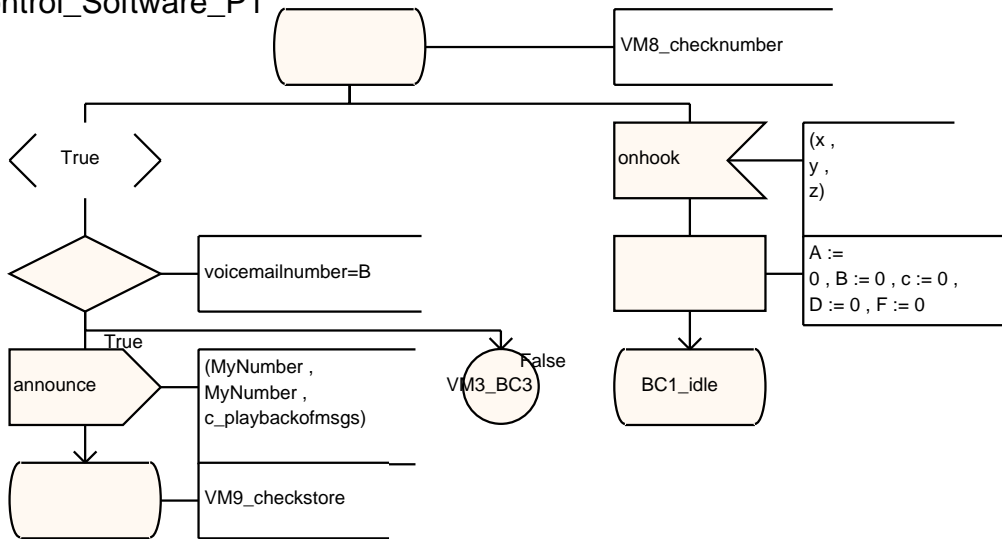 ntrol_Software_P1
VM8_checknumber
True
onhook
(x ,
y ,
z)
voicemailnumber=B
A :=
0 , B := 0 , c := 0 ,
D := 0 , F := 0
True
False
announce
(MyNumber ,
MyNumber ,
c_playbackofmsgs)
VM3_BC3
BC1_idle
VM9_checkstore